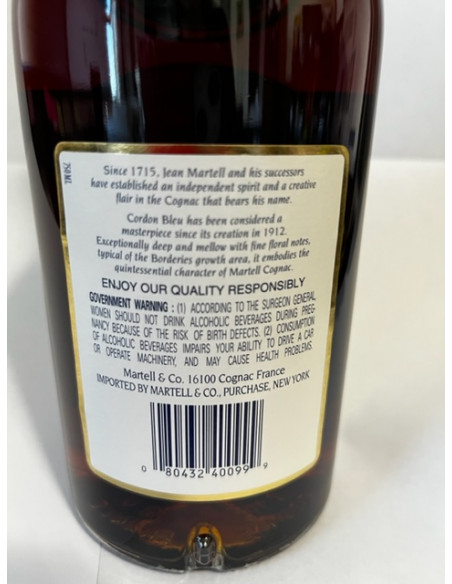 750 ML
Since 1715, Jean Martell and his successors
have established an independent spirit and a creative
flair in the Cognac that bears his name.
Cordon Bleu has been considered a
masterpiece since its creation in 1912.
Exceptionally deep and mellow with fine floral notes,
typical of the Borderies growth area, it embodies the
quintessential character of Martell Cognac.
ENJOY OUR QUALITY RESPONSIBLY
GOVERNMENT WARNING : (1) ACCORDING TO THE SURGEON GENERAL,
WOMEN SHOULD NOT DRINK ALCOHOLIC BEVERAGES DURING PREG-
NANCY BECAUSE OF THE RISK OF BIRTH DEFECTS. (2) CONSUMPTION
OF ALCOHOLIC BEVERAGES IMPAIRS YOUR ABILITY TO DRIVE A CAR
OR OPERATE MACHINERY, AND MAY CAUSE HEALTH PROBLEMS.
Martell & Co. 16100 Cognac France
IMPORTED BY MARTELL & CO., PURCHASE, NEW YORK
0 80432 40099 9